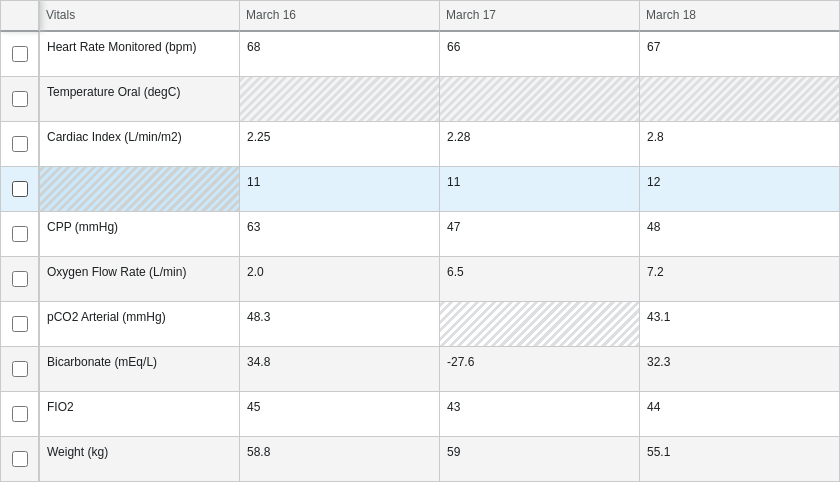 Vitals March 16 March 17 March 18
Heart Rate Monitored (bpm) 68 66 67
Temperature Oral (degC)
Cardiac Index (L/min/m2) 2.25 2.28 2.8
11 11 12
CPP (mmHg) 63 47 48
Oxygen Flow Rate (L/min) 2.0 6.5 7.2
pCO2 Arterial (mmHg) 48.3 43.1
Bicarbonate (mEq/L) 34.8 -27.6 32.3
FIO2 45 43 44
Weight (kg) 58.8 59 55.1